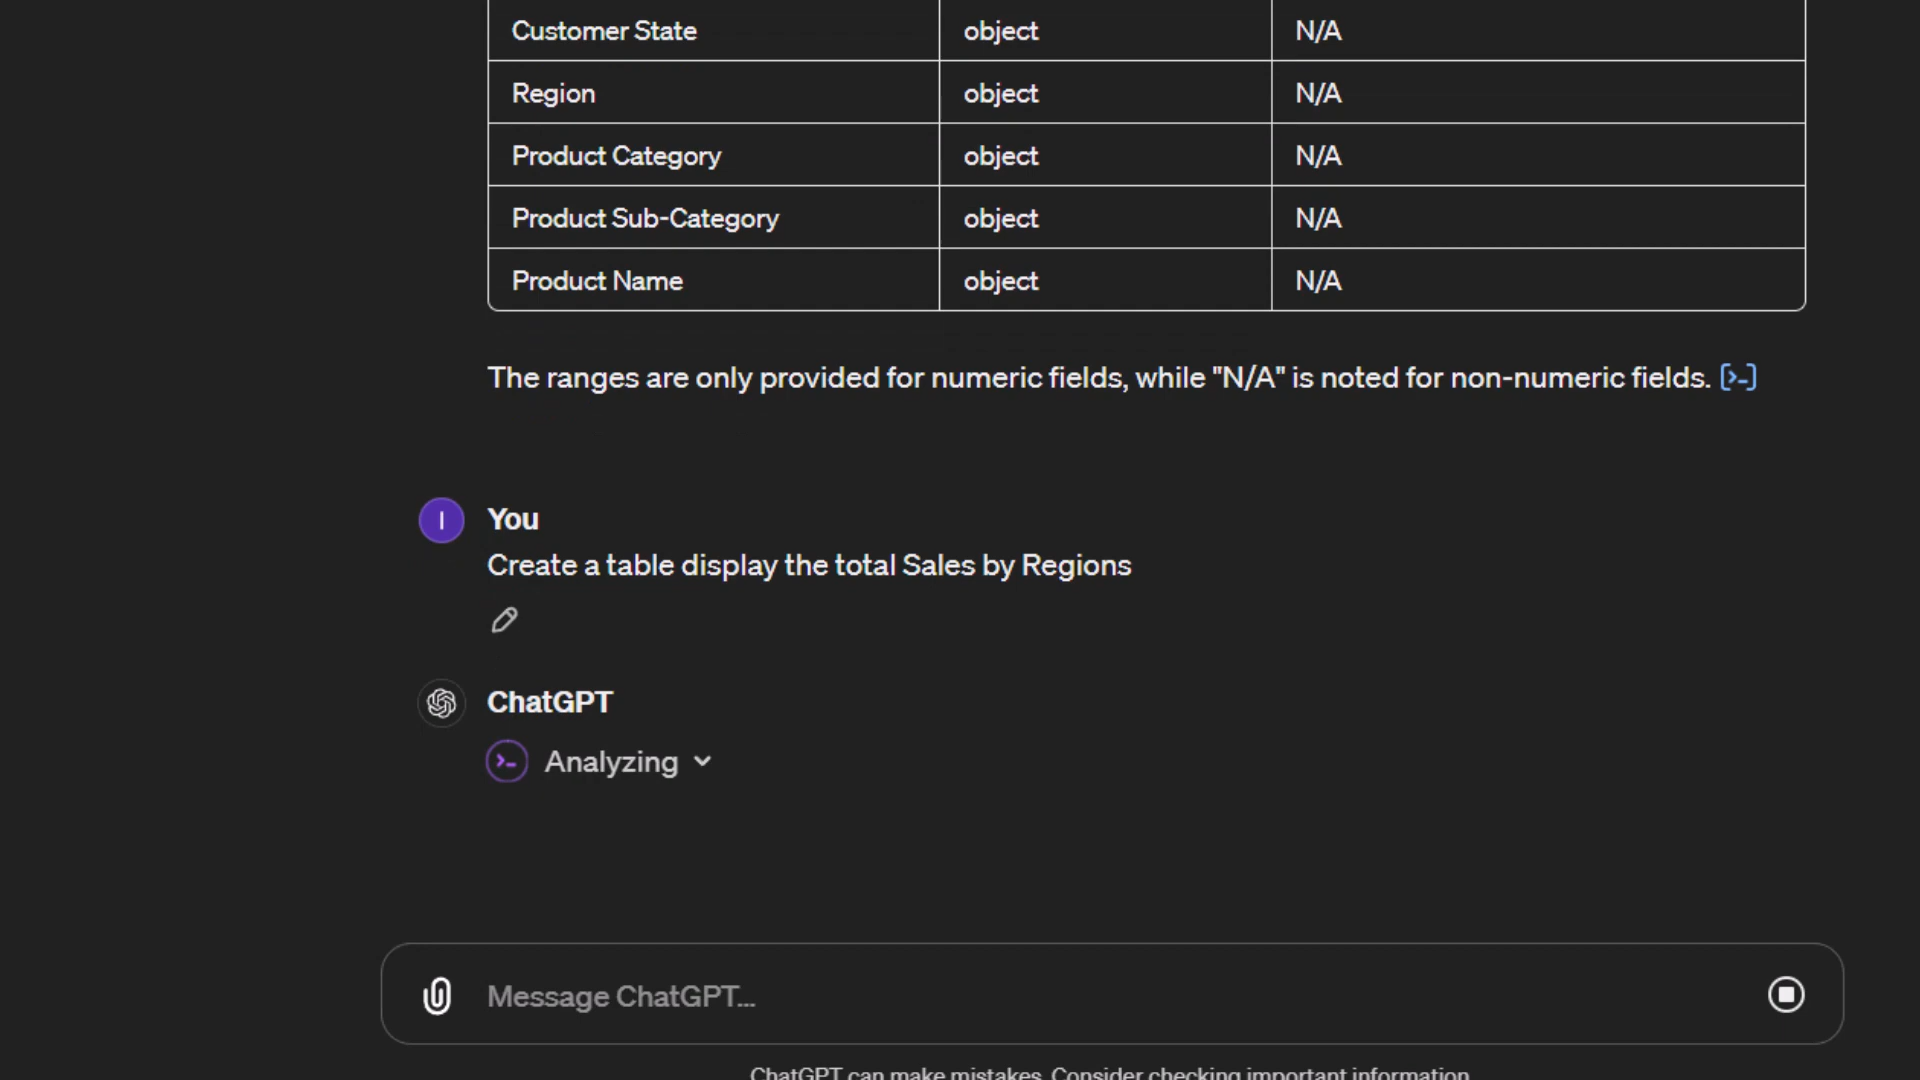 Customer State object N/A
Region object N/A
Product Category object N/A
Product Sub-Category object N/A
Product Name object N/A
The ranges are only provided for numeric fields, while "N/A" is noted for non-numeric fields. [>-]
I You
Create a table display the total Sales by Regions
ChatGPT
>_ Analyzing
Message ChatGPT...
ChatGPT can make mistakes. Consider checking important information.